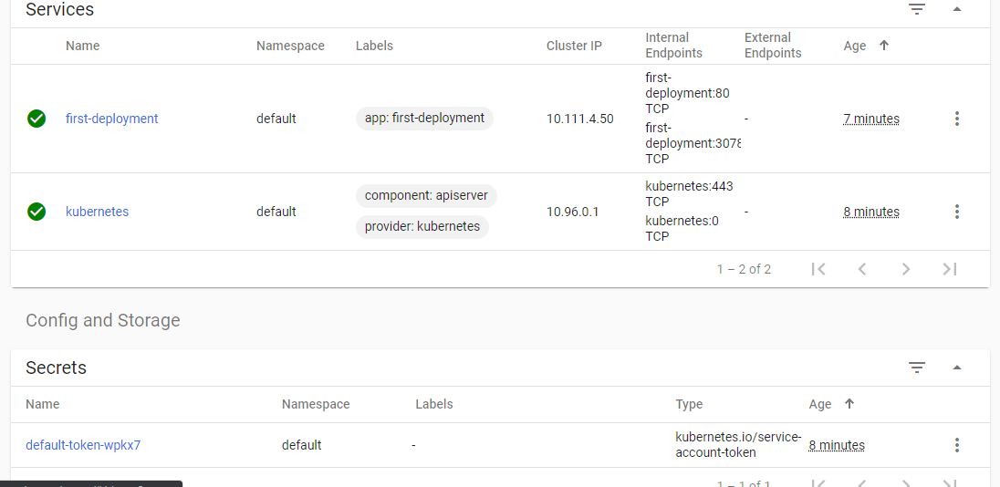 Services
Name Namespace Labels Cluster IP Internal Endpoints External Endpoints Age
first-deployment default app: first-deployment 10.111.4.50 first-
deployment:80
TCP
first-
deployment:3078
TCP - 7 minutes
kubernetes default component: apiserver
provider: kubernetes 10.96.0.1 kubernetes:443
TCP
kubernetes:0
TCP - 8 minutes
1 – 2 of 2
Config and Storage
Secrets
Name Namespace Labels Type Age
default-token-wpkx7 default - kubernetes.io/service-
account-token 8 minutes
1 – 1 of 1